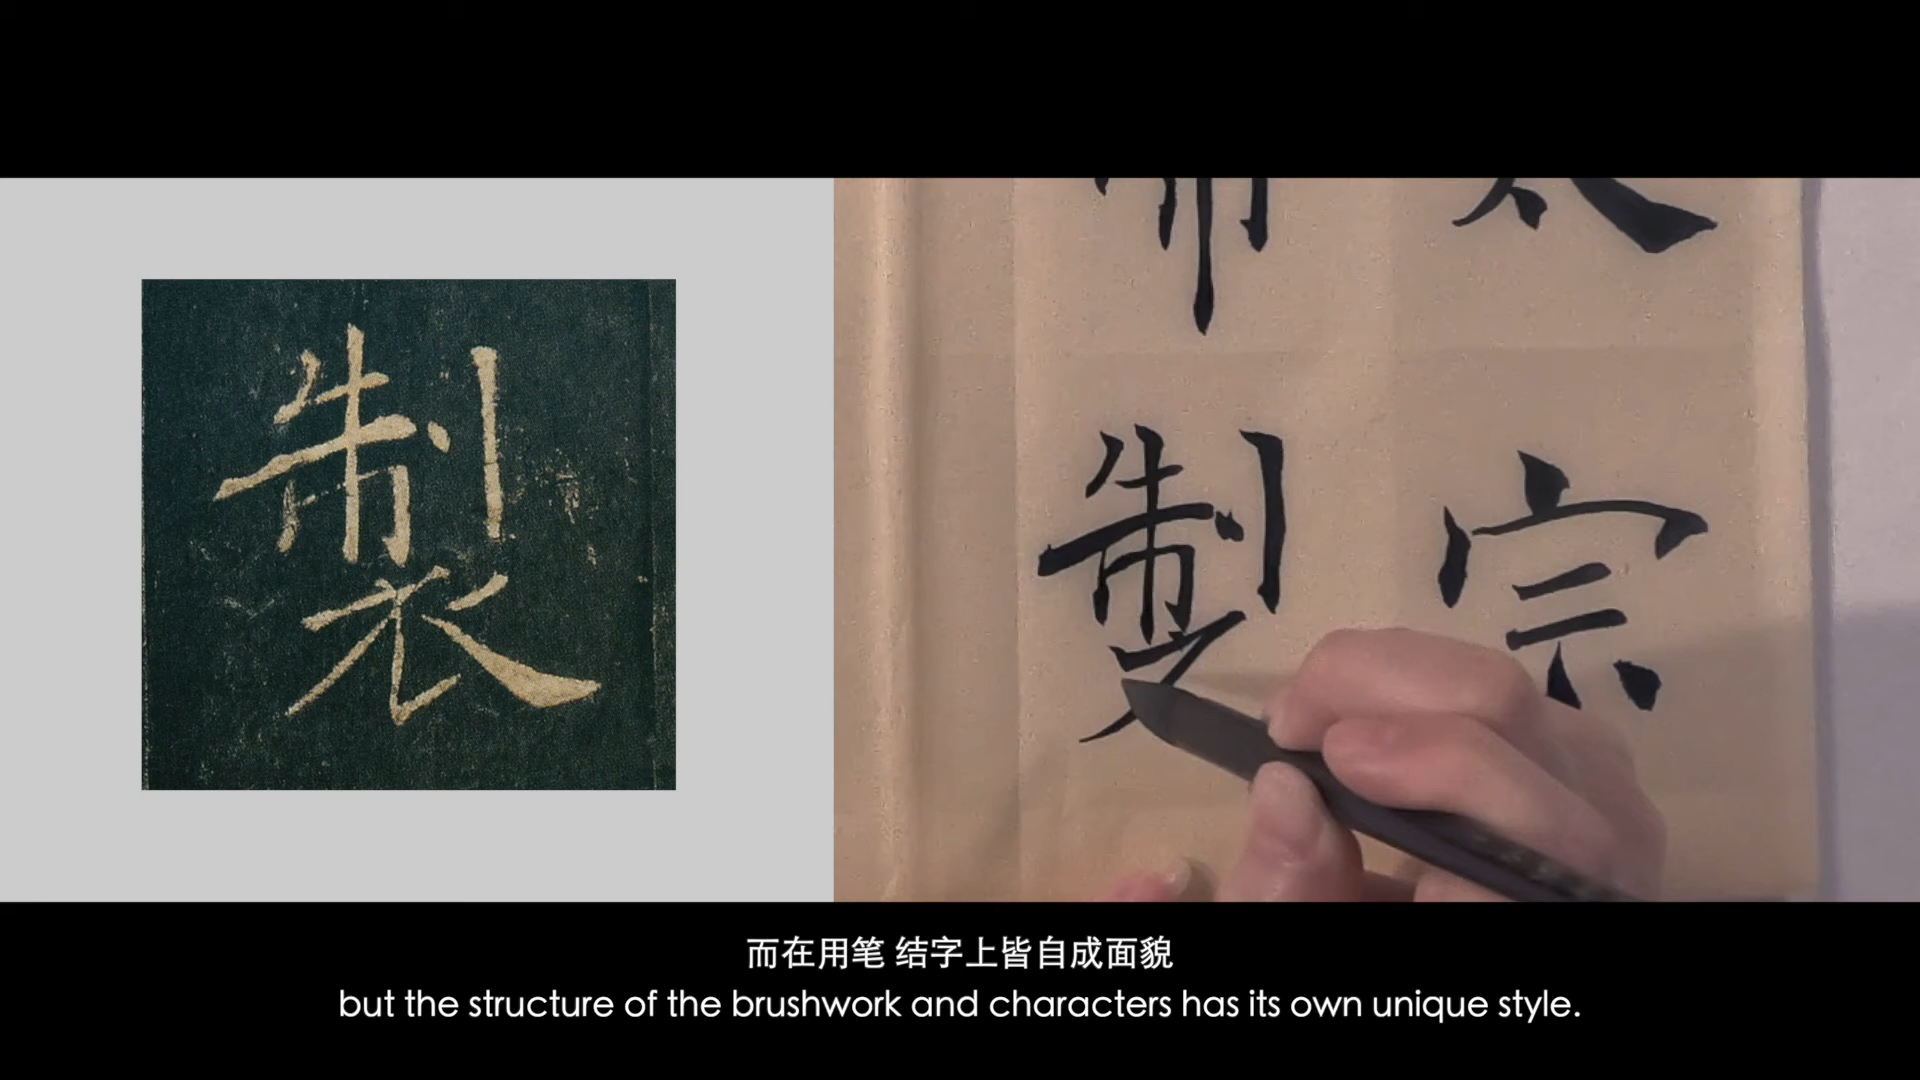 製
宗
製
而在用笔 结字上皆自成面貌
but the structure of the brushwork and characters has its own unique style.